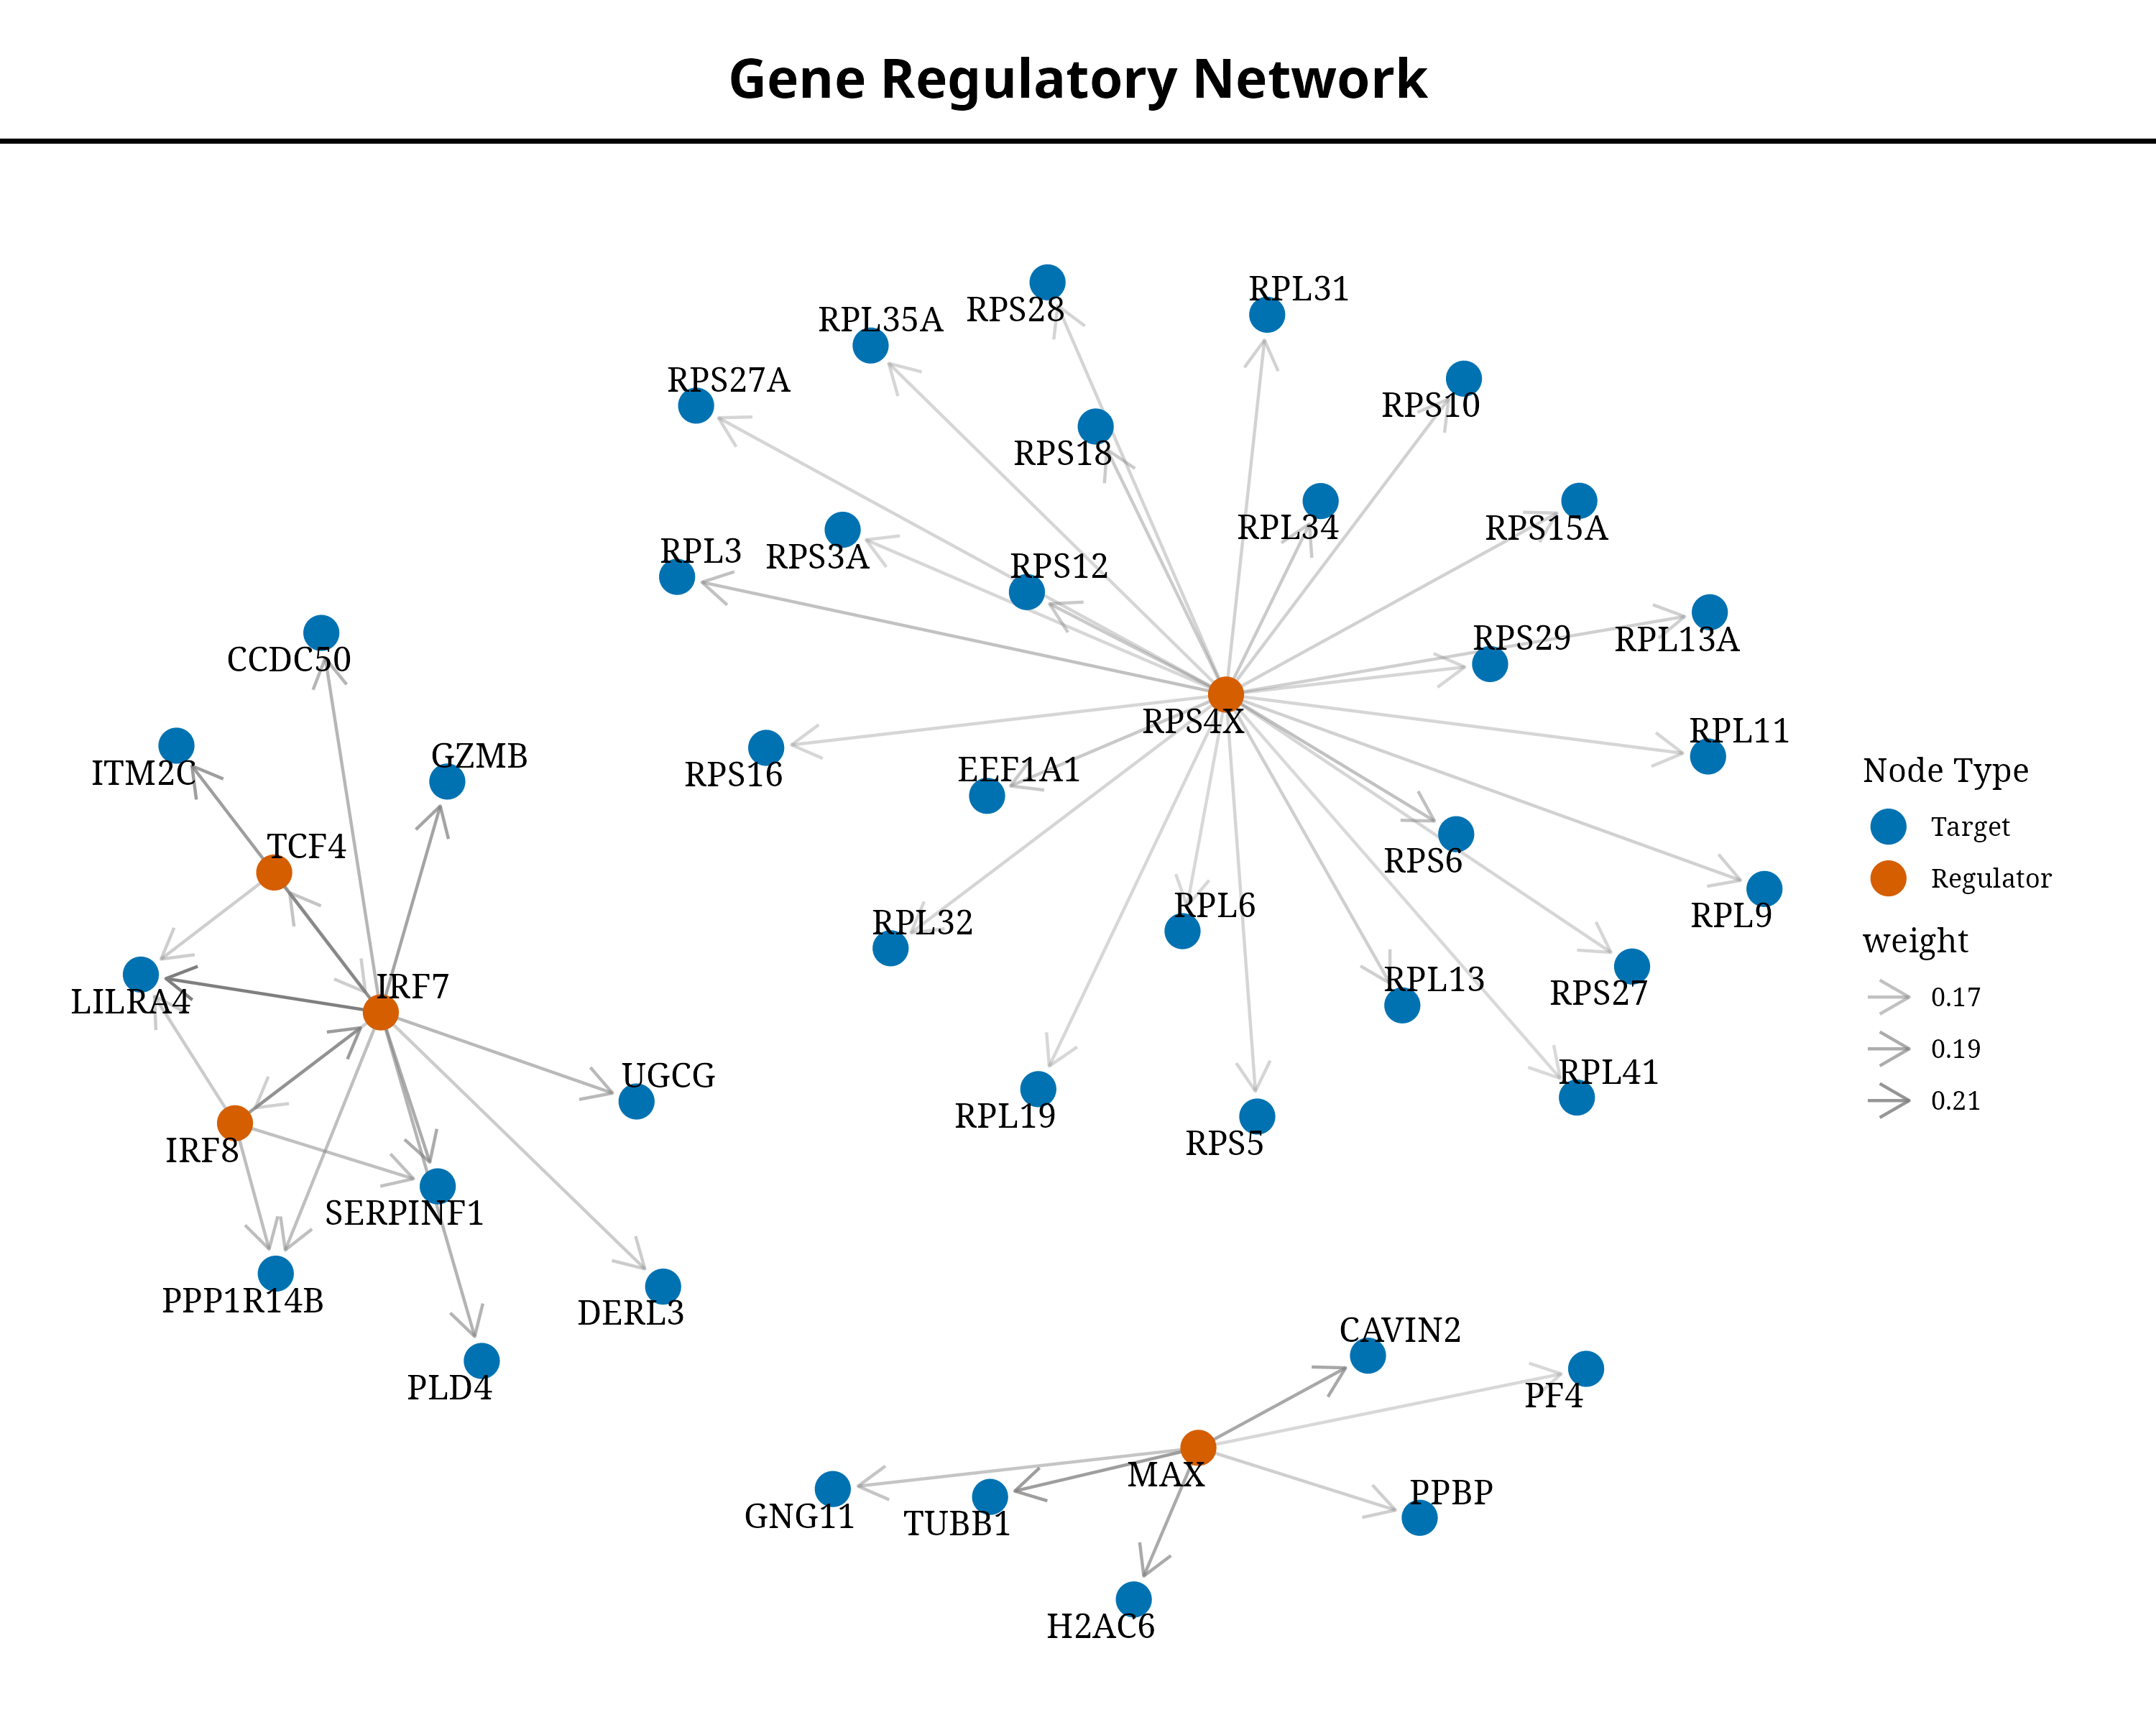 Gene Regulatory Network
RPL31
RPS28
RPL35A
RPS27A
RPS10
RPS18
RPL34
RPS15A
RPL3
RPS3A
RPS12
RPS29
RPL13A
CCDC50
RPS4X
RPL11
ITM2C
GZMB
RPS16
EEF1A1
TCF4
RPS6
RPL9
RPL32
RPL6
IRF7
RPL13
RPS27
LILRA4
UGCG
RPL41
RPL19
RPS5
IRF8
SERPINF1
PPP1R14B
DERL3
PLD4
CAVIN2
PF4
MAX
PPBP
GNG11
TUBB1
H2AC6
Node Type
Target
Regulator
weight
0.17
0.19
0.21